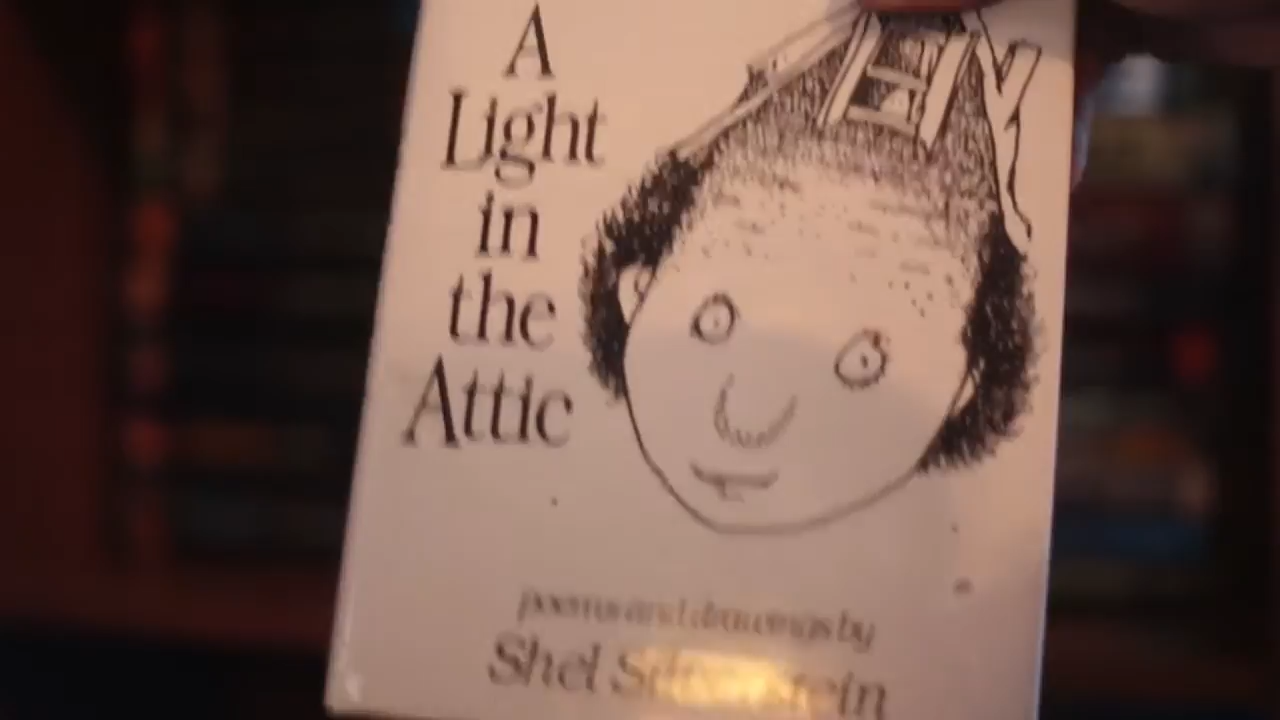 A
Light
in
the
Attic
poems and drawings by
Shel Silverstein